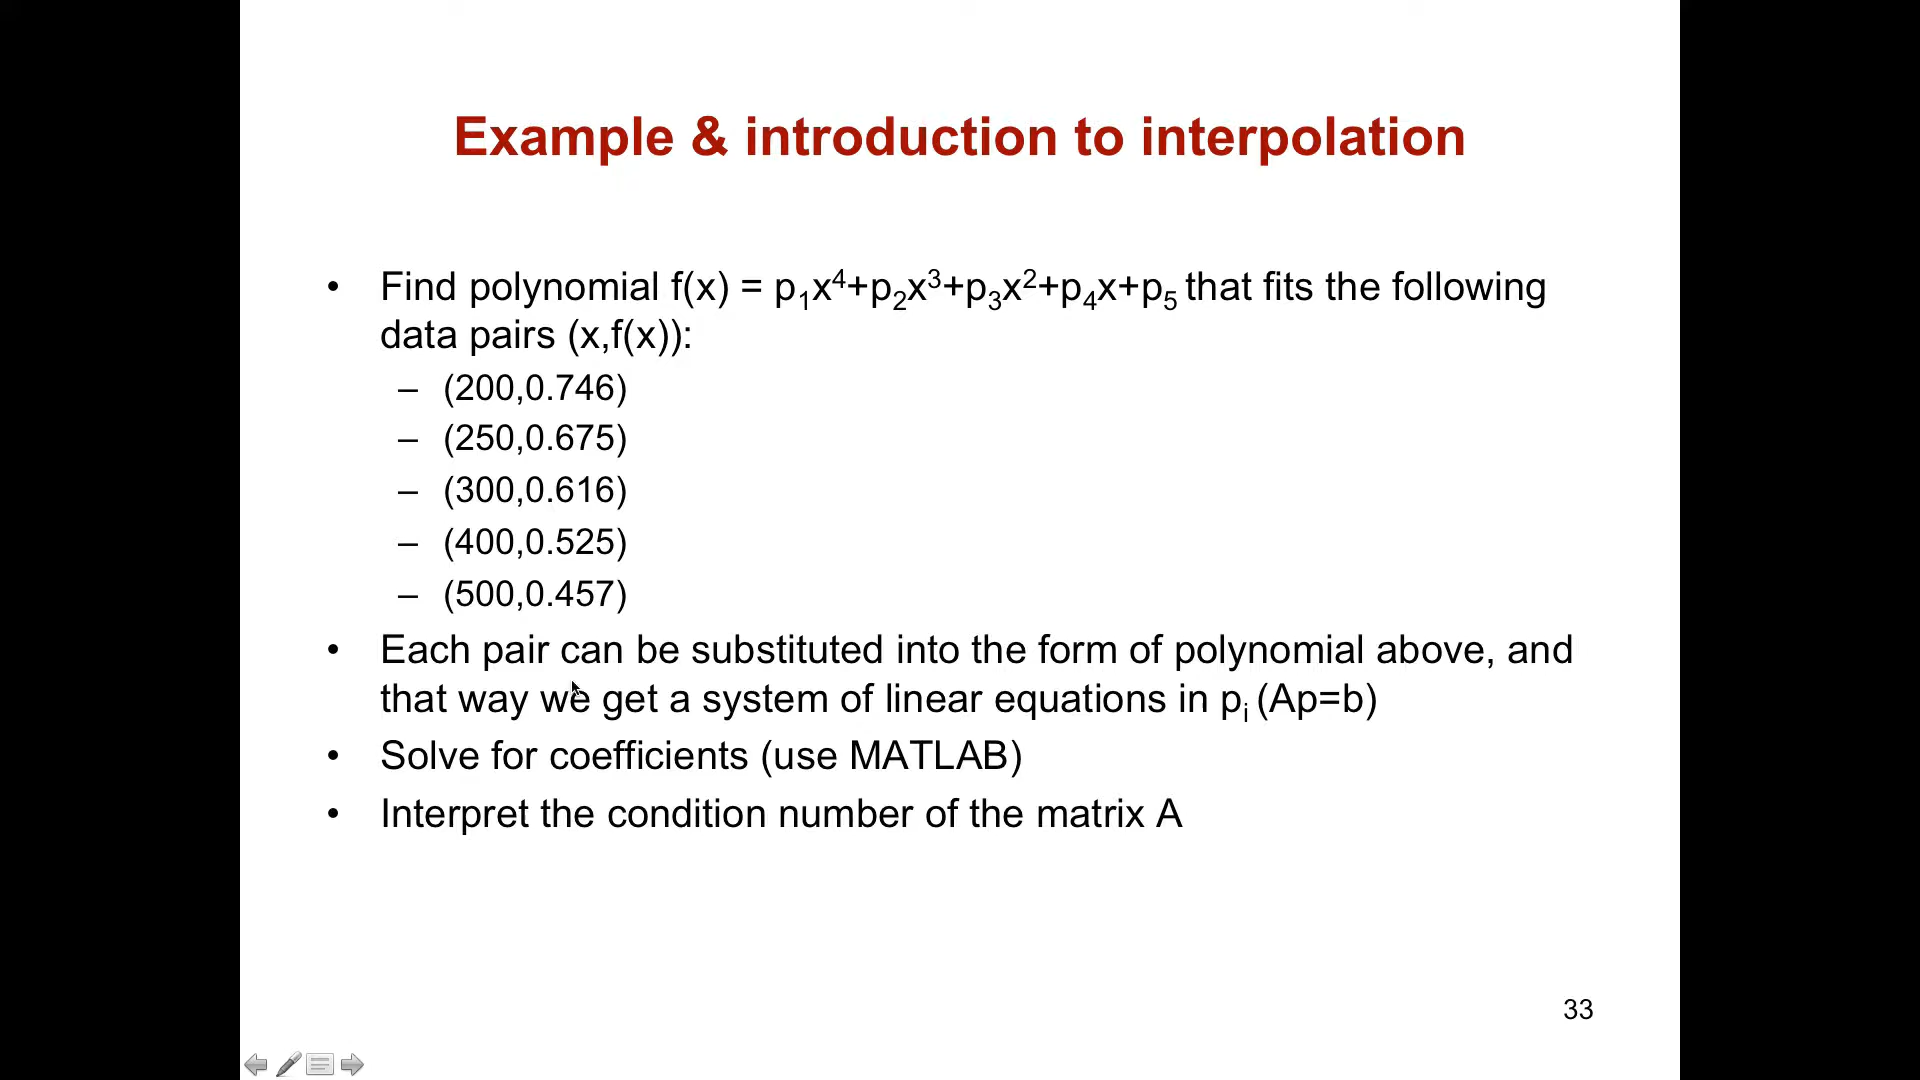 Example & introduction to interpolation
• Find polynomial f(x) = p₁x⁴+p₂x³+p₃x²+p₄x+p₅ that fits the following
data pairs (x,f(x)):
– (200,0.746)
– (250,0.675)
– (300,0.616)
– (400,0.525)
– (500,0.457)
• Each pair can be substituted into the form of polynomial above, and
that way we get a system of linear equations in pᵢ (Ap=b)
• Solve for coefficients (use MATLAB)
• Interpret the condition number of the matrix A
33